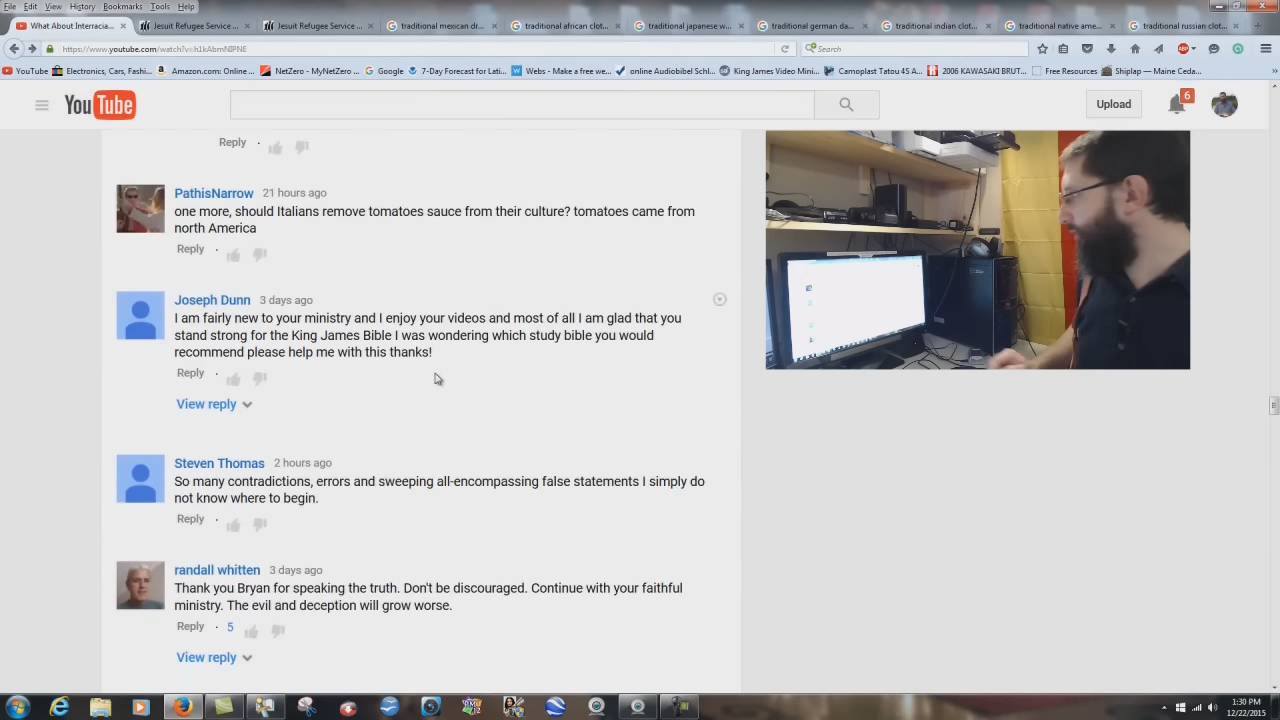 File Edit View History Bookmarks Tools Help
What About Interracia... Jesuit Refugee Service ... Jesuit Refugee Service ... traditional mexican dr... traditional african clot... traditional japanese w... traditional german da... traditional indian clot... traditional native ame... traditional russian clot...
Search
YouTube Electronics, Cars, Fashi... Amazon.com: Online ... NetZero - MyNetZero ... Google 7-Day Forecast for Lati... Webs - Make a free we... online Audiobibel Schl... King James Video Mini... Camoplast Tatou 4S A... 2006 KAWASAKI BRUT... Free Resources Shiplap — Maine Ceda...
YouTube
Upload
6
Reply
PathisNarrow 21 hours ago
one more, should Italians remove tomatoes sauce from their culture? tomatoes came from
north America
Reply
Joseph Dunn 3 days ago
I am fairly new to your ministry and I enjoy your videos and most of all I am glad that you
stand strong for the King James Bible I was wondering which study bible you would
recommend please help me with this thanks!
Reply
View reply
Steven Thomas 2 hours ago
So many contradictions, errors and sweeping all-encompassing false statements I simply do
not know where to begin.
Reply
randall whitten 3 days ago
Thank you Bryan for speaking the truth. Don't be discouraged. Continue with your faithful
ministry. The evil and deception will grow worse.
Reply · 5
View reply
1:30 PM
12/22/2015